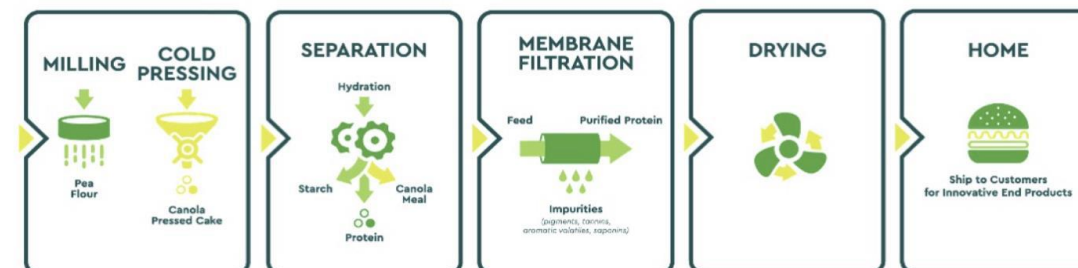 MILLING
COLD
PRESSING
Pea
Flour
Canola
Pressed Cake
SEPARATION
Hydration
Starch
Canola
Meal
Protein
MEMBRANE
FILTRATION
Feed
Purified Protein
Impurities
(pigments, tannins,
aromatic volatiles, saponins)
DRYING
HOME
Ship to Customers
for Innovative End Products